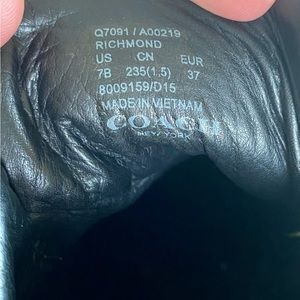 Q7091 / A00219
RICHMOND
US CN EUR
7B 235(1.5) 37
8009159/D15
MADE IN VIETNAM
COACH
NEW YORK